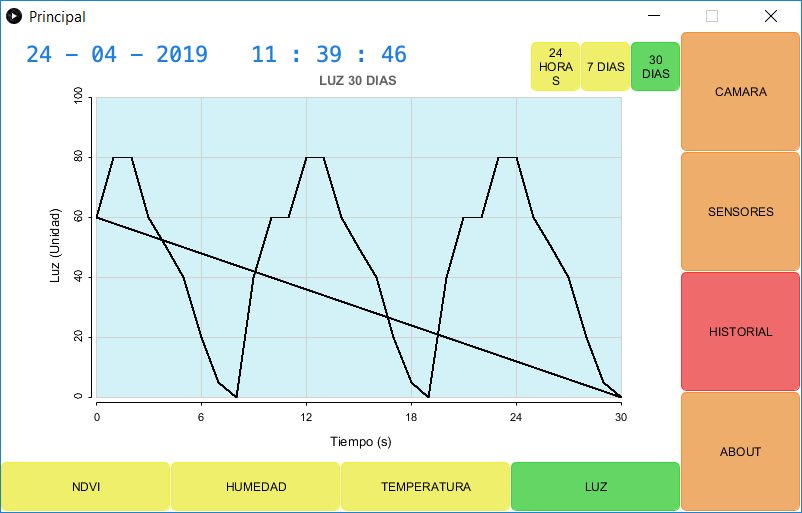 Principal
24 - 04 - 2019 11 : 39 : 46
24
HORA
S
7 DIAS
30
DIAS
LUZ 30 DIAS
100
80
60
40
20
0
Luz (Unidad)
0 6 12 18 24 30
Tiempo (s)
CAMARA
SENSORES
HISTORIAL
ABOUT
NDVI HUMEDAD TEMPERATURA LUZ